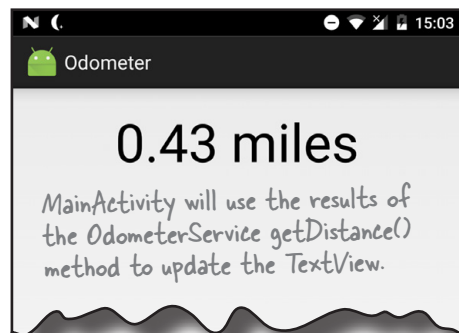 N
15:03
Odometer
0.43 miles
MainActivity will use the results of
the OdometerService getDistance()
method to update the TextView.